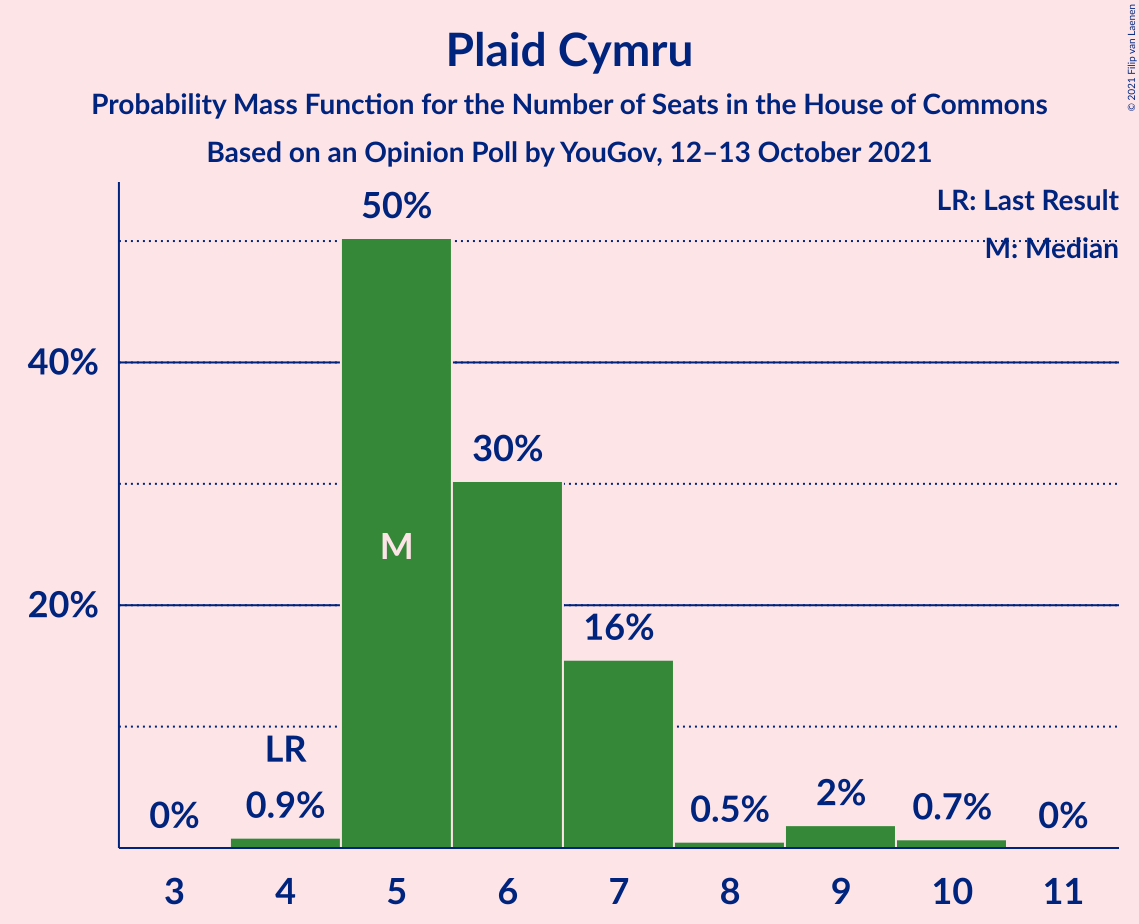 Plaid Cymru
Probability Mass Function for the Number of Seats in the House of Commons
Based on an Opinion Poll by YouGov, 12–13 October 2021
© 2021 Filip van Laenen
LR: Last Result
M: Median
50%
40%
30%
M
20%
16%
LR
0% 0.9% 0.5% 2% 0.7% 0%
3 4 5 6 7 8 9 10 11